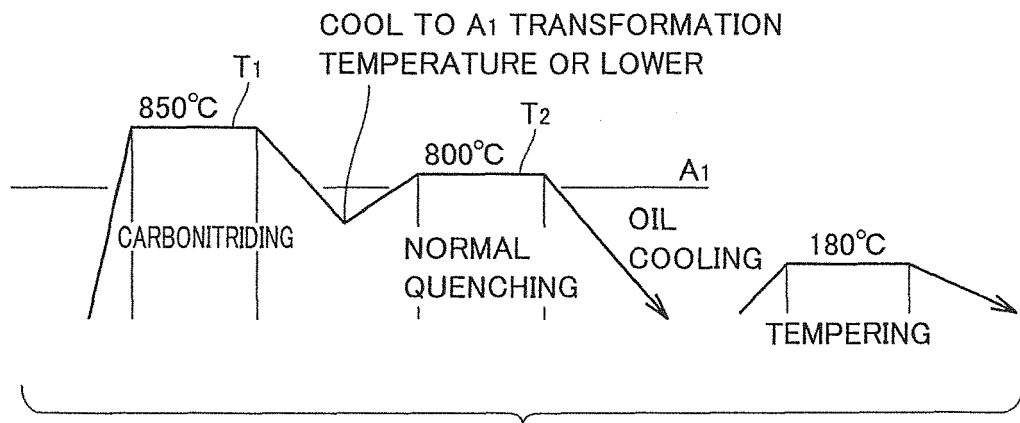 COOL TO A1 TRANSFORMATION
TEMPERATURE OR LOWER
T1
850℃
T2
800℃
A1
CARBONITRIDING
NORMAL
QUENCHING
OIL
COOLING
180℃
TEMPERING